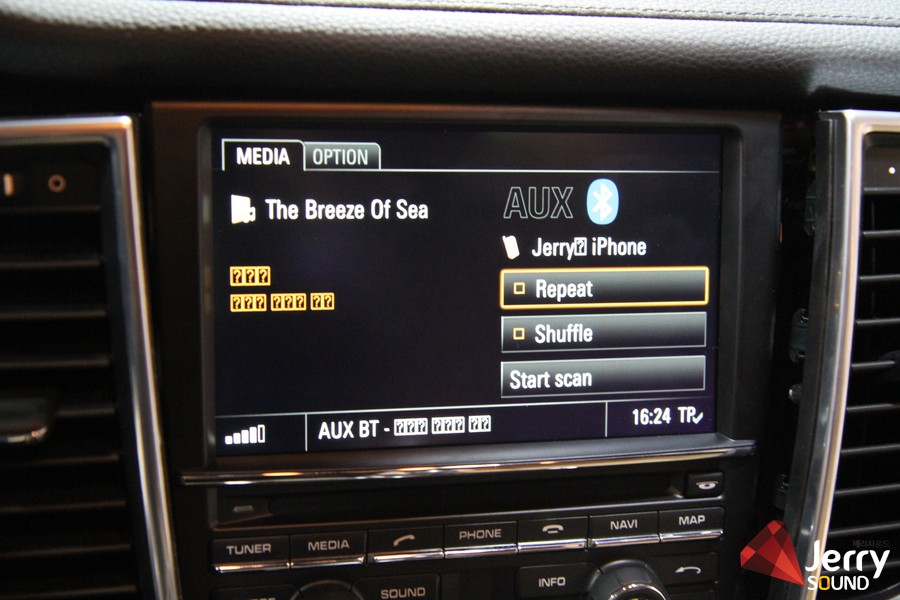 MEDIA OPTION
The Breeze Of Sea
AUX
Jerry� iPhone
���
��� ��� ��
Repeat
Shuffle
Start scan
AUX BT - ��� ��� ��
16:24 TP✓
TUNER MEDIA PHONE NAVI MAP
INFO
SOUND
Jerry
SOUND